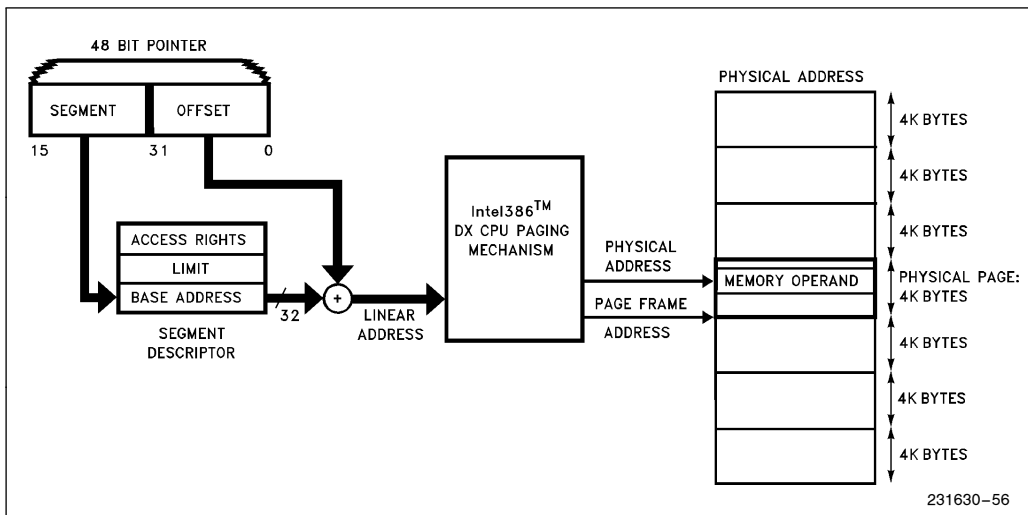 48 BIT POINTER
SEGMENT
OFFSET
15
31
0
ACCESS RIGHTS
LIMIT
BASE ADDRESS
32
SEGMENT
DESCRIPTOR
+
LINEAR
ADDRESS
Intel386™
DX CPU PAGING
MECHANISM
PHYSICAL
ADDRESS
PAGE FRAME
ADDRESS
PHYSICAL ADDRESS
4K BYTES
4K BYTES
4K BYTES
MEMORY OPERAND
PHYSICAL PAGE:
4K BYTES
4K BYTES
4K BYTES
4K BYTES
231630–56